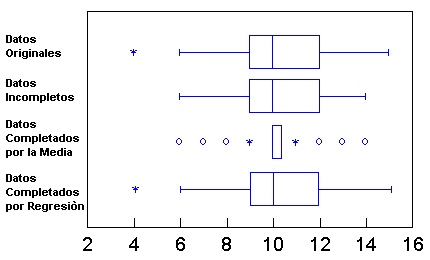 Datos
Originales
Datos
Incompletos
Datos
Completados
por la Media
Datos
Completados
por Regresiòn
2 4 6 8 10 12 14 16